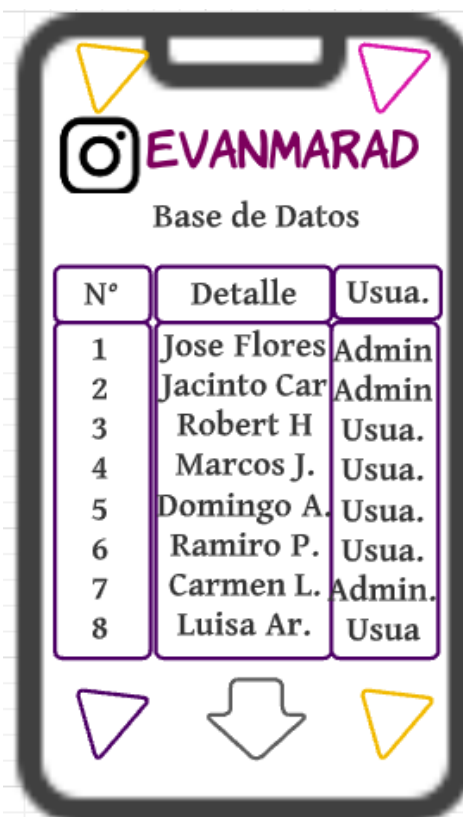 EVANMARAD
Base de Datos
N° Detalle Usua.
1 Jose Flores Admin
2 Jacinto Car Admin
3 Robert H Usua.
4 Marcos J. Usua.
5 Domingo A. Usua.
6 Ramiro P. Usua.
7 Carmen L. Admin.
8 Luisa Ar. Usua